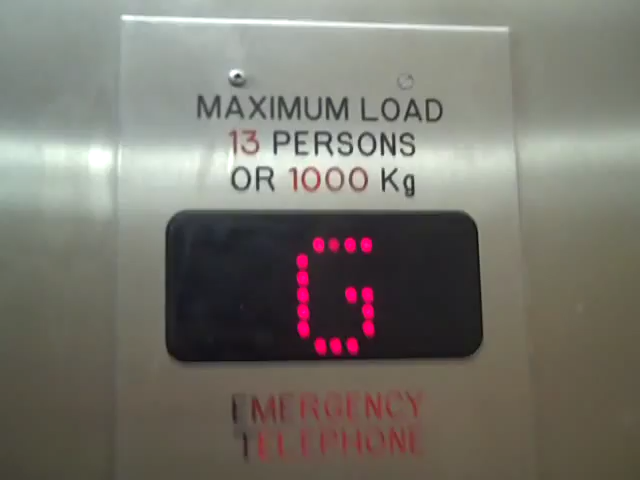 MAXIMUM LOAD
13 PERSONS
OR 1000 Kg
G
EMERGENCY
TELEPHONE